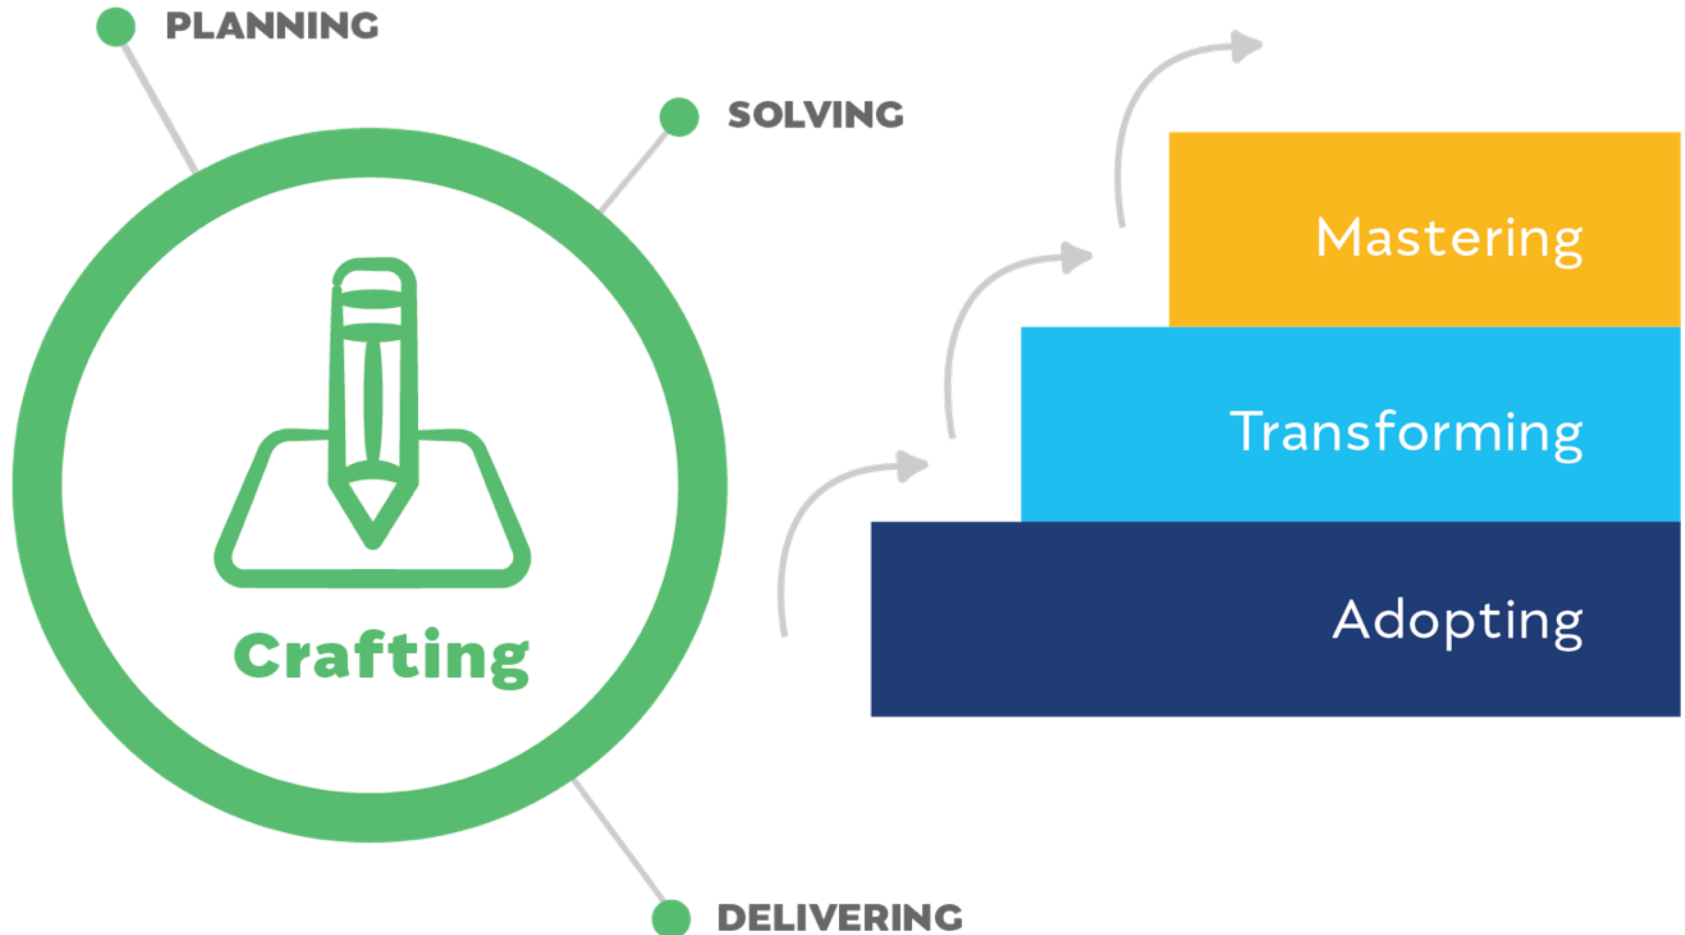 PLANNING
SOLVING
Crafting
DELIVERING
Mastering
Transforming
Adopting